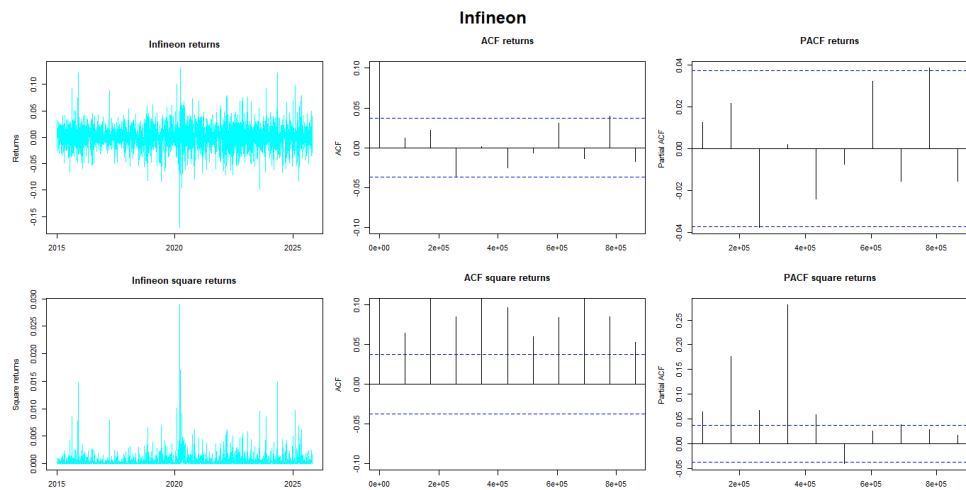 Infineon
Infineon returns
ACF returns
PACF returns
Returns
0.10
0.05
0.00
-0.05
-0.10
-0.15
2015
2020
2025
ACF
0.10
0.05
0.00
-0.05
-0.10
0e+00
2e+05
4e+05
6e+05
8e+05
Partial ACF
0.04
0.02
0.00
-0.02
-0.04
2e+05
4e+05
6e+05
8e+05
Infineon square returns
ACF square returns
PACF square returns
Square returns
0.030
0.025
0.020
0.015
0.010
0.005
0.000
2015
2020
2025
ACF
0.10
0.05
0.00
-0.05
-0.10
0e+00
2e+05
4e+05
6e+05
8e+05
Partial ACF
0.25
0.20
0.15
0.10
0.05
0.00
-0.05
2e+05
4e+05
6e+05
8e+05